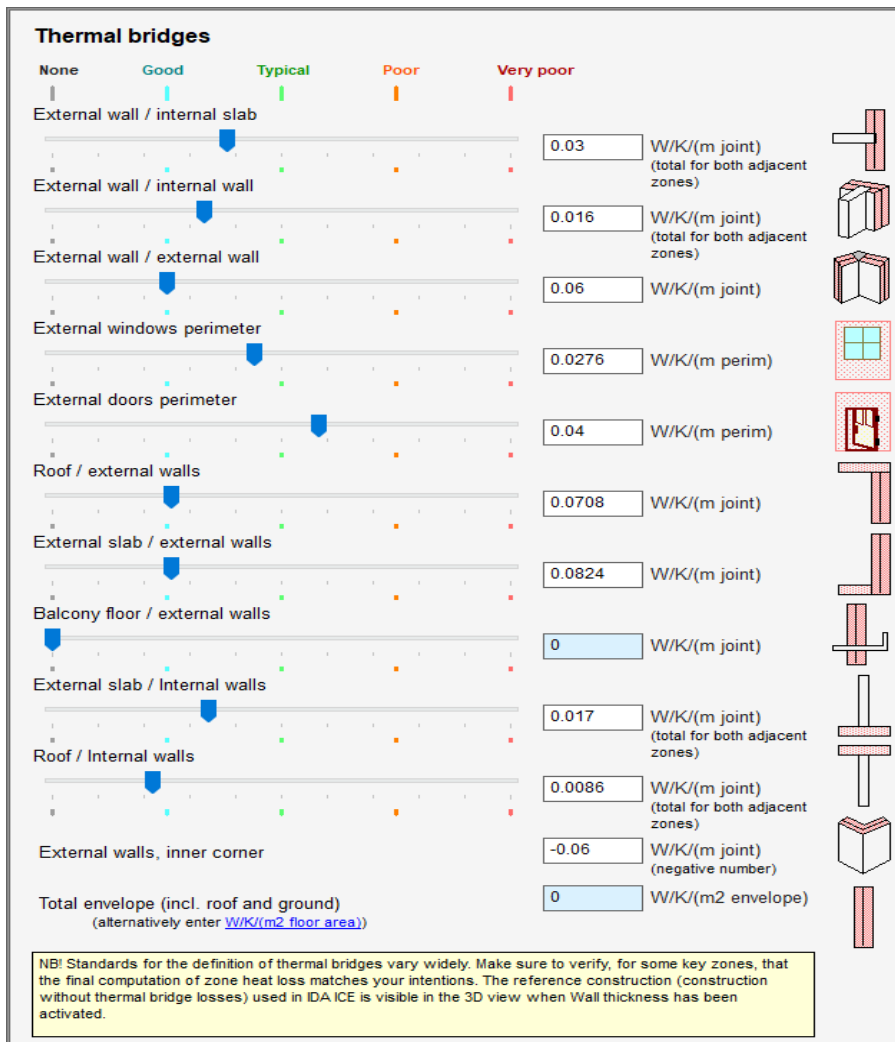 Thermal bridges
None Good Typical Poor Very poor
External wall / internal slab
0.03 W/K/(m joint)
(total for both adjacent
zones)
External wall / internal wall
0.016 W/K/(m joint)
(total for both adjacent
zones)
External wall / external wall
0.06 W/K/(m joint)
External windows perimeter
0.0276 W/K/(m perim)
External doors perimeter
0.04 W/K/(m perim)
Roof / external walls
0.0708 W/K/(m joint)
External slab / external walls
0.0824 W/K/(m joint)
Balcony floor / external walls
0 W/K/(m joint)
External slab / Internal walls
0.017 W/K/(m joint)
(total for both adjacent
zones)
Roof / Internal walls
0.0086 W/K/(m joint)
(total for both adjacent
zones)
External walls, inner corner -0.06 W/K/(m joint)
(negative number)
Total envelope (incl. roof and ground) 0 W/K/(m2 envelope)
(alternatively enter W/K/(m2 floor area))
NB! Standards for the definition of thermal bridges vary widely. Make sure to verify, for some key zones, that
the final computation of zone heat loss matches your intentions. The reference construction (construction
without thermal bridge losses) used in IDA ICE is visible in the 3D view when Wall thickness has been
activated.